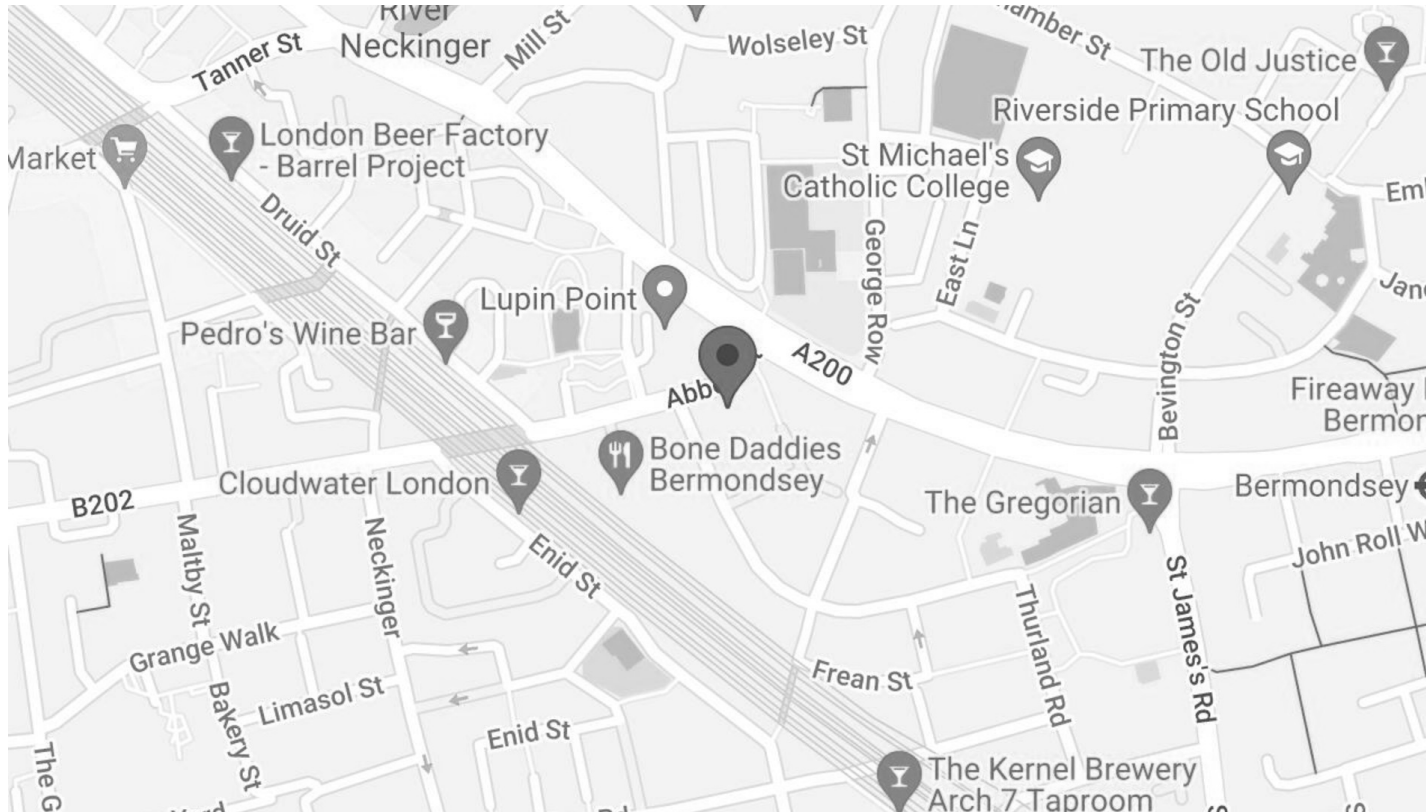 River
Neckinger
Mill St
Wolseley St
Tanner St
The Old Justice
Riverside Primary School
London Beer Factory
- Barrel Project
Market
St Michael's
Catholic College
Druid St
George Row
East Ln
Lupin Point
Pedro's Wine Bar
Bevington St
A200
Abbe
Fireaway
Bermon
Bone Daddies
Bermondsey
Cloudwater London
B202
The Gregorian
Bermondsey
Maltby St
Neckinger
Enid St
John Roll W
St James's Rd
Thurland Rd
Grange Walk
Frean St
Limasol St
Bakery St
Enid St
The G
The Kernel Brewery
Arch 7 Taproom